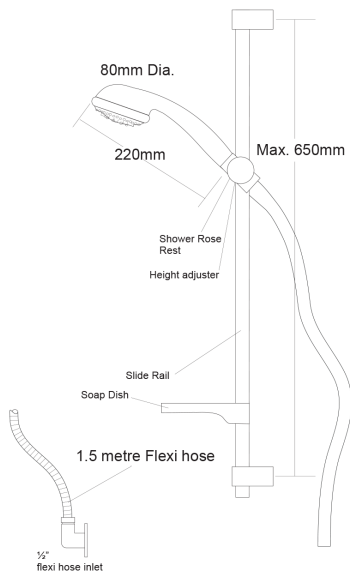 80mm Dia.
220mm
Max. 650mm
Shower Rose
Rest
Height adjuster
Slide Rail
Soap Dish
1.5 metre Flexi hose
½"
flexi hose inlet